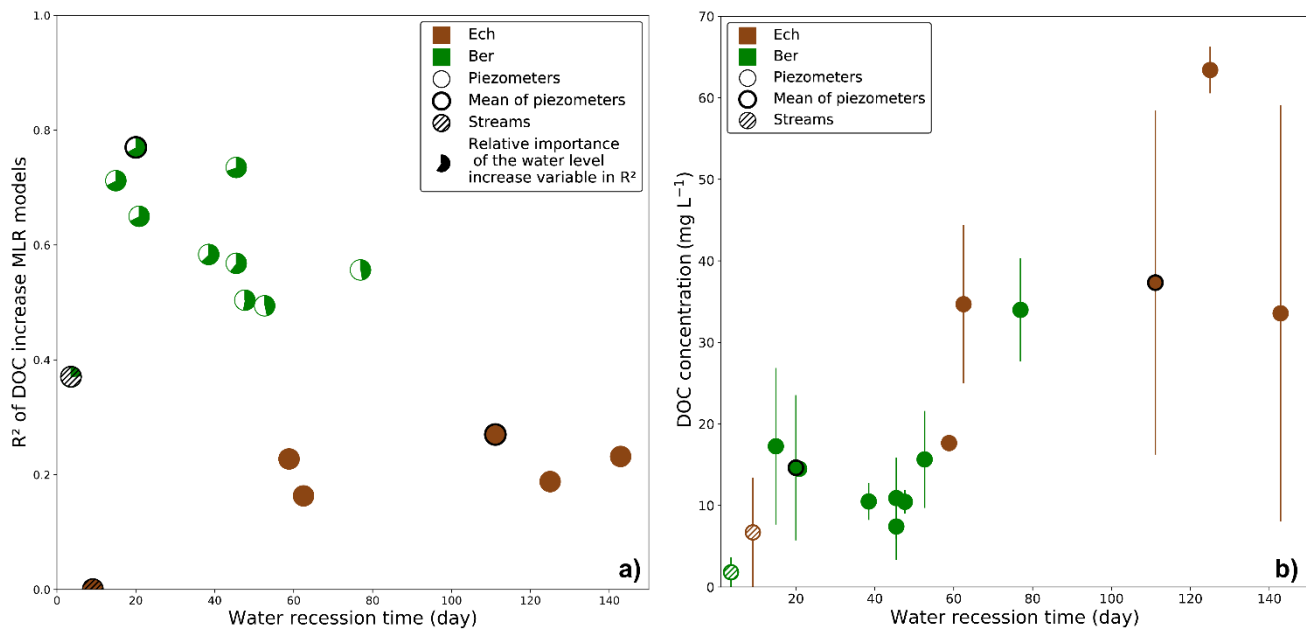 1.0
0.8
0.6
0.4
0.2
0.0
R² of DOC increase MLR models
Ech
Ber
Piezometers
Mean of piezometers
Streams
Relative importance
of the water level
increase variable in R²
a)
0 20 40 60 80 100 120 140
Water recession time (day)
70
60
50
40
30
20
10
0
DOC concentration (mg L⁻¹)
Ech
Ber
Piezometers
Mean of piezometers
Streams
b)
20 40 60 80 100 120 140
Water recession time (day)